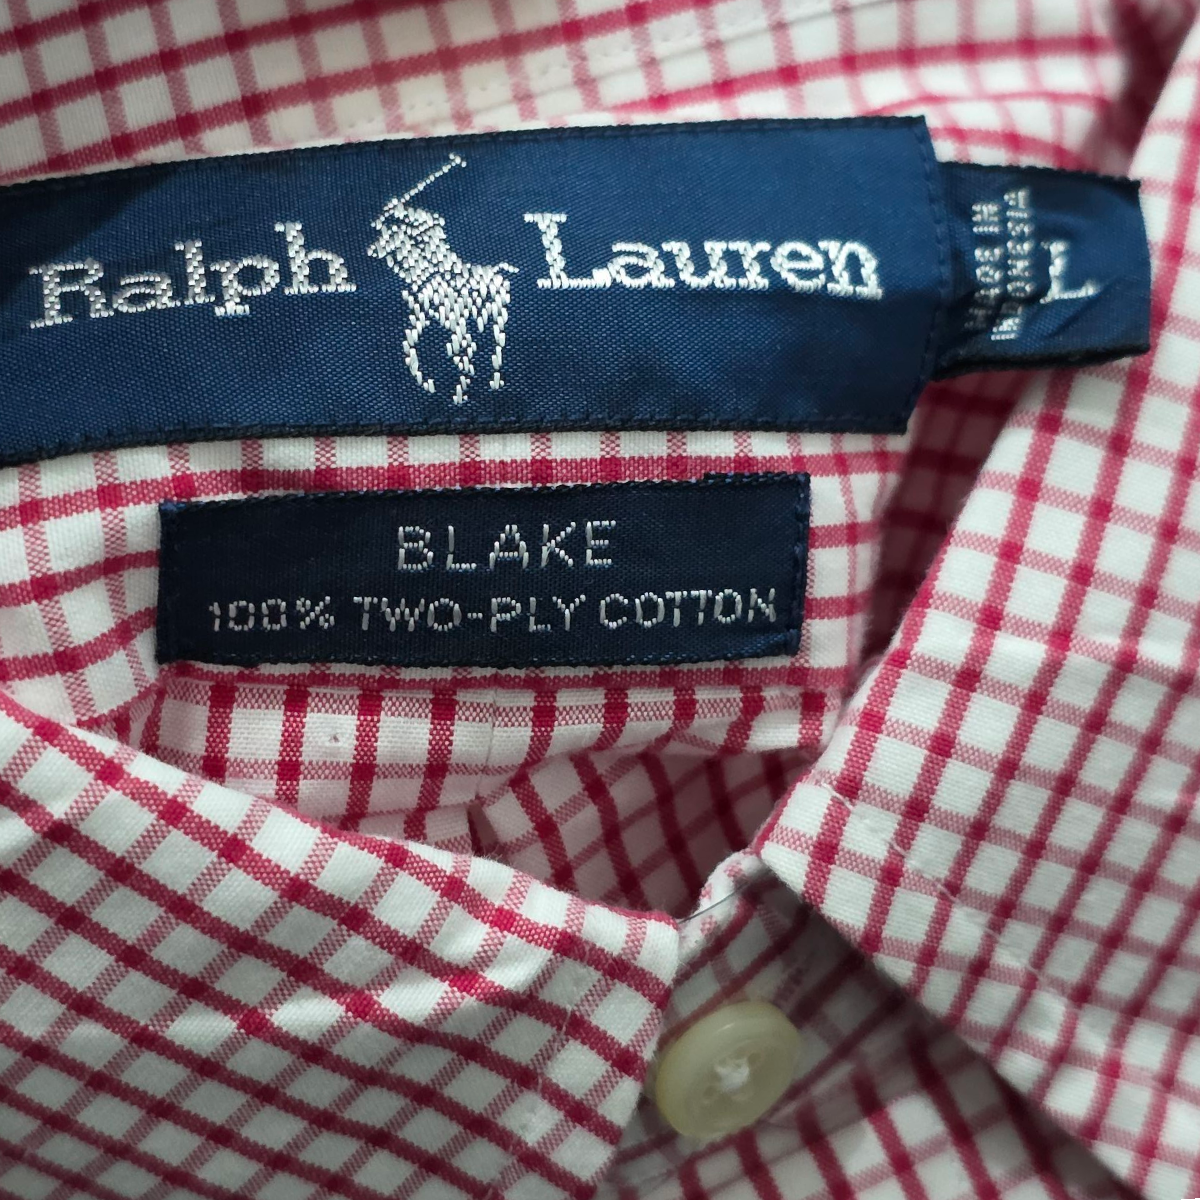 Ralph Lauren
MADE IN
INDONESIA
L
BLAKE
100% TWO-PLY COTTON